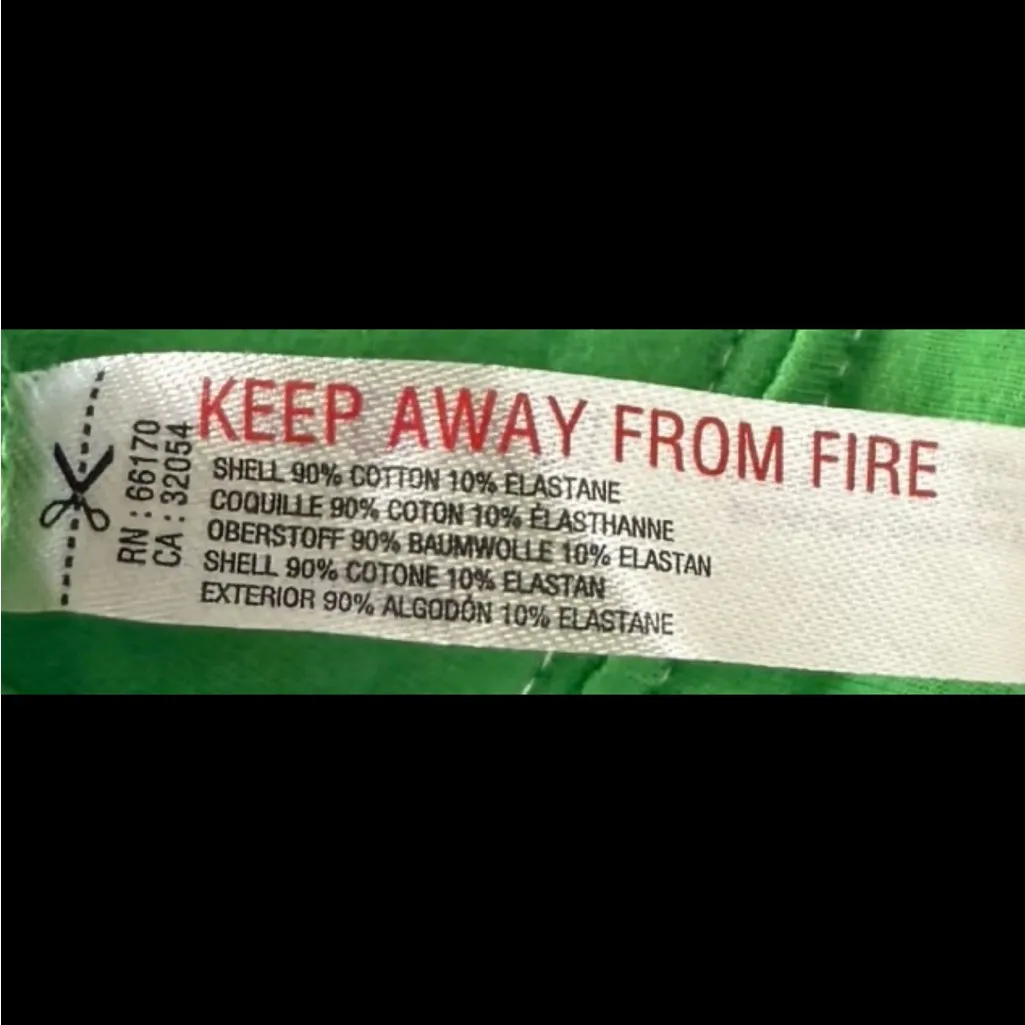 RN : 66170
CA : 32054
KEEP AWAY FROM FIRE
SHELL 90% COTTON 10% ELASTANE
COQUILLE 90% COTON 10% ÉLASTHANNE
OBERSTOFF 90% BAUMWOLLE 10% ELASTAN
SHELL 90% COTONE 10% ELASTAN
EXTERIOR 90% ALGODÓN 10% ELASTANE